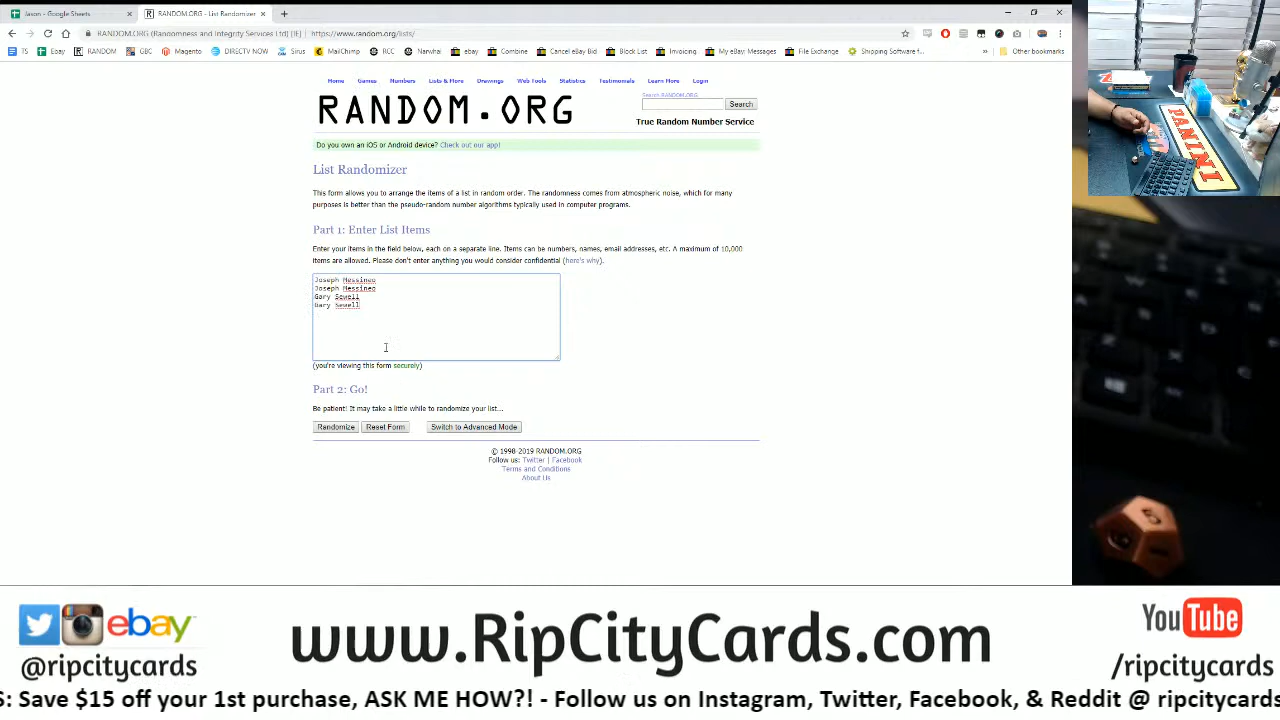 Jason - Google Sheets
RANDOM.ORG - List Randomizer
RANDOM.ORG (Randomness and Integrity Services Ltd) [IE] | https://www.random.org/lists/
TS Ebay RANDOM GBC Magento DIRECTV NOW Sirus MailChimp RCC Narwhal ebay Combine Cancel eBay Bid Block List Invoicing My eBay: Messages File Exchange Shipping Software f » Other bookmarks
Home Games Numbers Lists & More Drawings Web Tools Statistics Testimonials Learn More Login
Search RANDOM.ORG
RANDOM.ORG
Search
True Random Number Service
Do you own an iOS or Android device? Check out our app!
List Randomizer
This form allows you to arrange the items of a list in random order. The randomness comes from atmospheric noise, which for many
purposes is better than the pseudo-random number algorithms typically used in computer programs.
Part 1: Enter List Items
Enter your items in the field below, each on a separate line. Items can be numbers, names, email addresses, etc. A maximum of 10,000
items are allowed. Please don't enter anything you would consider confidential (here's why).
Joseph Messineo
Joseph Messineo
Gary Sewell
Gary Sewell
(you're viewing this form securely)
Part 2: Go!
Be patient! It may take a little while to randomize your list...
Randomize Reset Form Switch to Advanced Mode
© 1998-2019 RANDOM.ORG
Follow us: Twitter | Facebook
Terms and Conditions
About Us
PANINI
ebay
@ripcitycards
www.RipCityCards.com
YouTube
/ripcitycards
S: Save $15 off your 1st purchase, ASK ME HOW?! - Follow us on Instagram, Twitter, Facebook, & Reddit @ ripcitycards